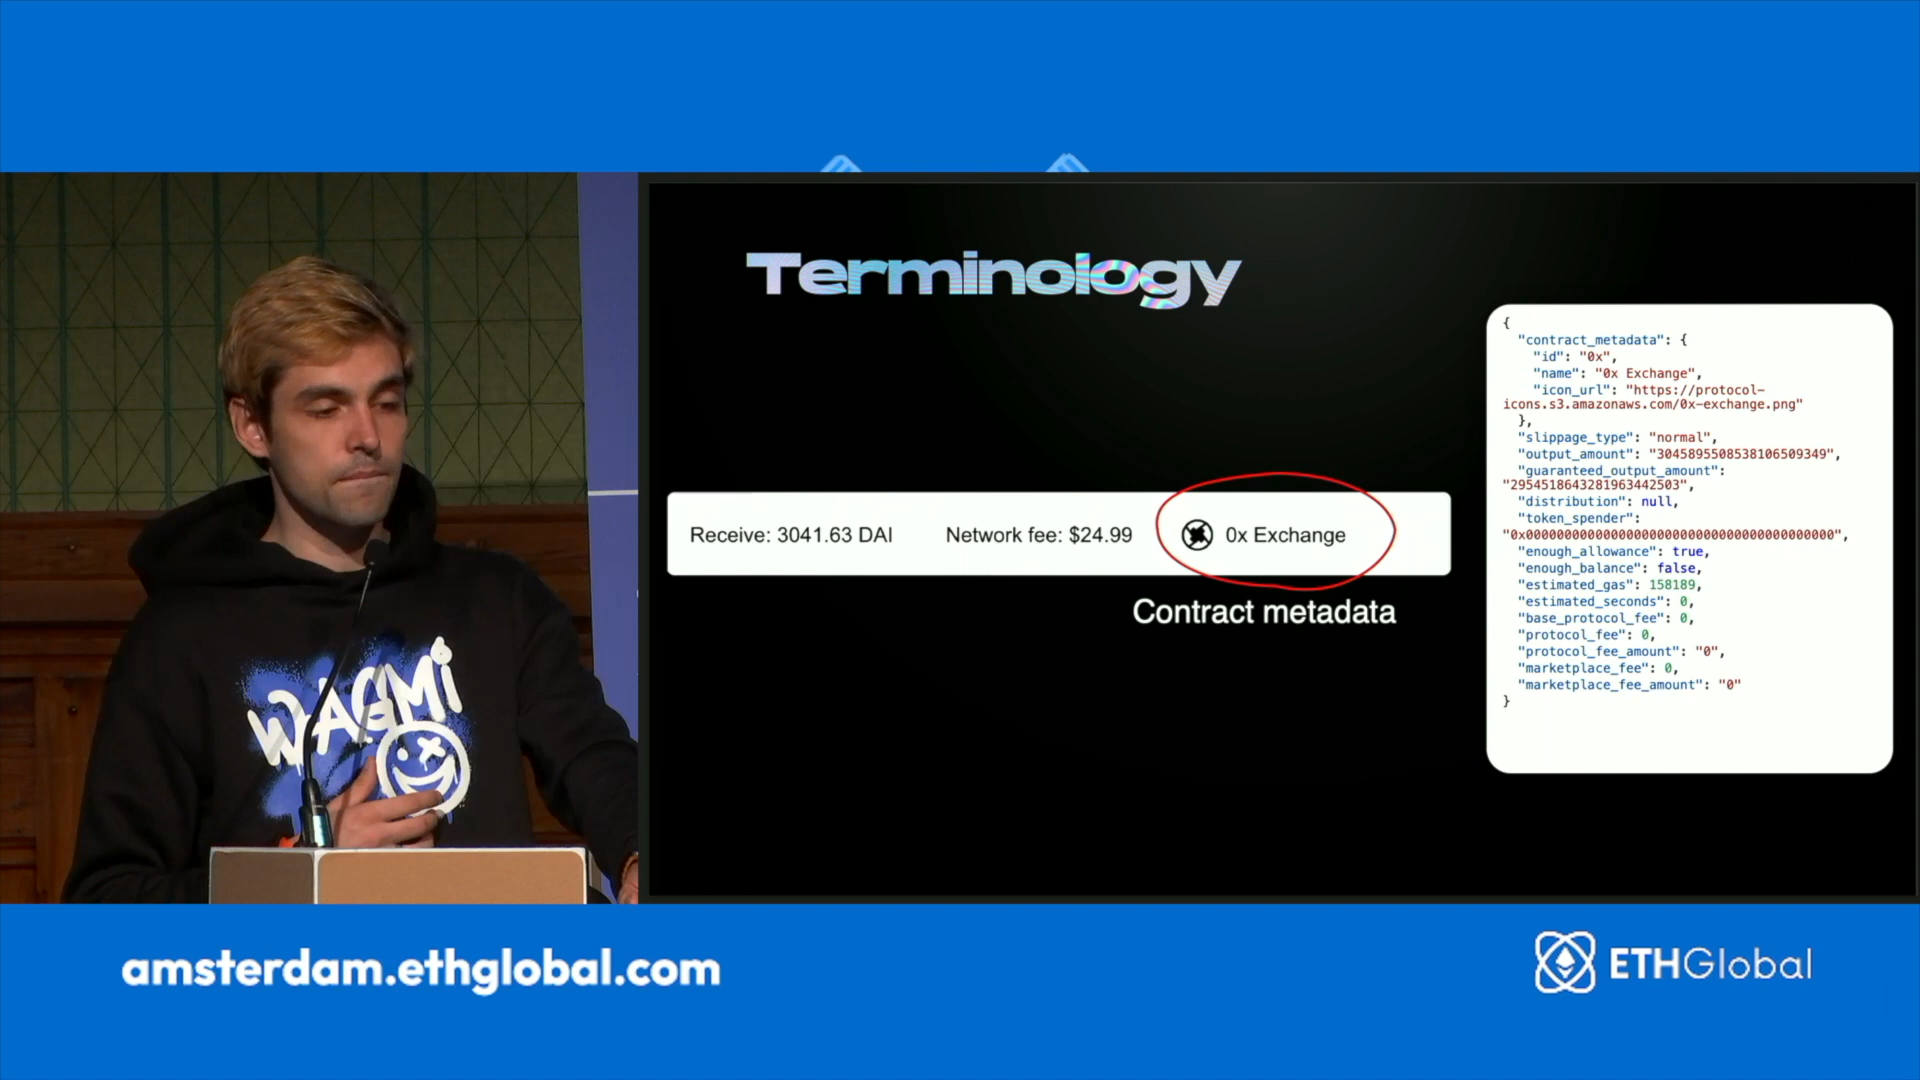 Terminology
Receive: 3041.63 DAI
Network fee: $24.99
0x Exchange
Contract metadata
{
"contract_metadata": {
"id": "0x",
"name": "0x Exchange",
"icon_url": "https://protocol-
icons.s3.amazonaws.com/0x-exchange.png"
},
"slippage_type": "normal",
"output_amount": "3045895508538106509349",
"guaranteed_output_amount":
"2954518643281963442503",
"distribution": null,
"token_spender":
"0x0000000000000000000000000000000000000000",
"enough_allowance": true,
"enough_balance": false,
"estimated_gas": 158189,
"estimated_seconds": 0,
"base_protocol_fee": 0,
"protocol_fee": 0,
"protocol_fee_amount": "0",
"marketplace_fee": 0,
"marketplace_fee_amount": "0"
}
WAGMi
amsterdam.ethglobal.com
ETHGlobal